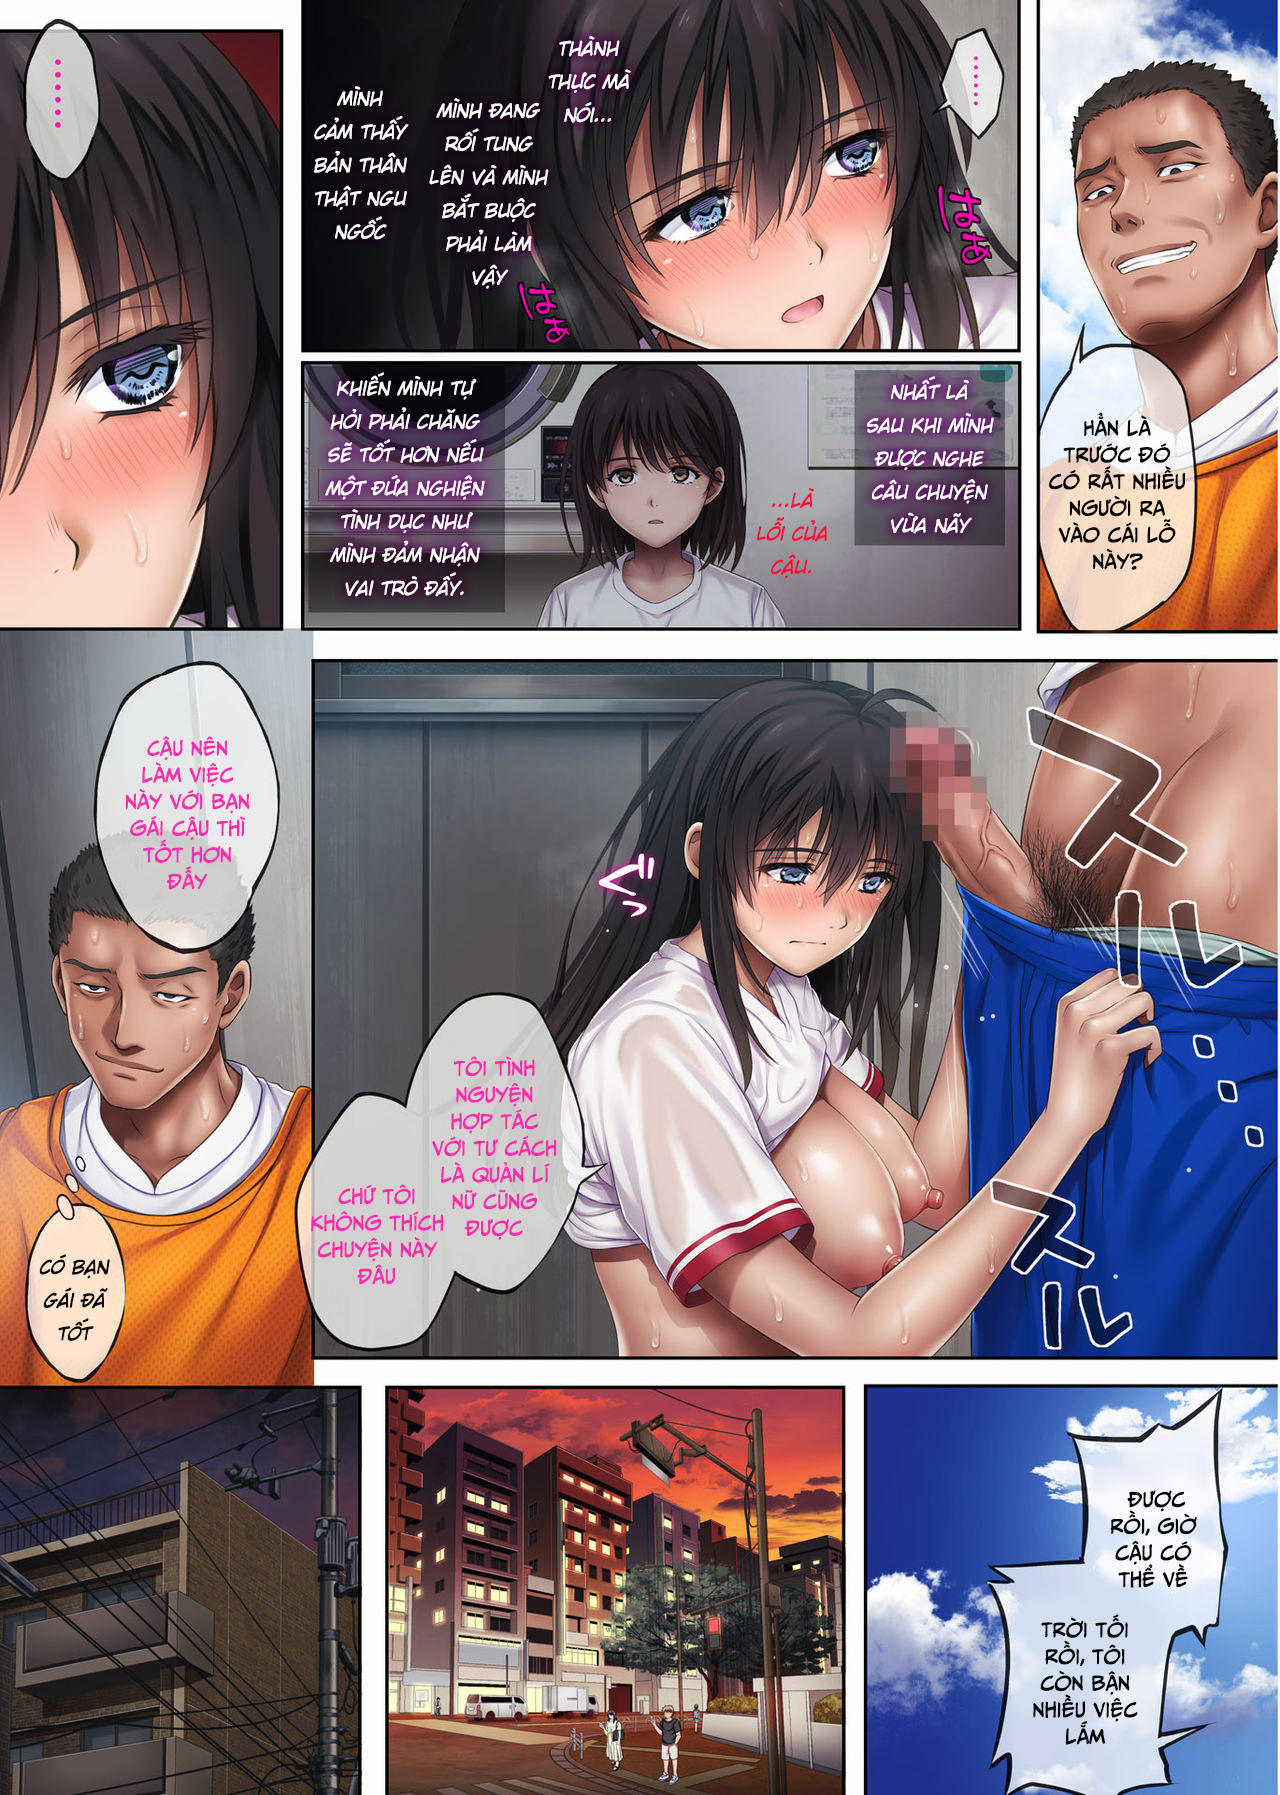 HẲN LÀ
TRƯỚC ĐÓ
CÓ RẤT NHIỀU
NGƯỜI RA
VÀO CÁI LỖ
NÀY?
......
THÀNH
THỰC MÀ
NÓI...
MÌNH ĐANG
RỐI TUNG
LÊN VÀ MÌNH
BẮT BUỘC
PHẢI LÀM
VẬY
MÌNH
CẢM THẤY
BẢN THÂN
THẬT NGU
NGỐC
はぁ
はぁ
NHẤT LÀ
SAU KHI MÌNH
ĐƯỢC NGHE
CÂU CHUYỆN
VỪA NÃY
...LÀ
LỖI CỦA
CẬU.
KHIẾN MÌNH TỰ
HỎI PHẢI CHĂNG
SẼ TỐT HƠN NẾU
MỘT ĐỨA NGHIỆN
TÌNH DỤC NHƯ
MÌNH ĐẢM NHẬN
VAI TRÒ ĐẤY.
......
ズル
ズル
TÔI TÌNH
NGUYỆN
HỢP TÁC
VỚI TƯ CÁCH
LÀ QUẢN LÍ
NỮ CŨNG
ĐƯỢC
CHỨ TÔI
KHÔNG THÍCH
CHUYỆN NÀY
ĐÂU
CẬU NÊN
LÀM VIỆC
NÀY VỚI BẠN
GÁI CẬU THÌ
TỐT HƠN
ĐẤY
CÓ BẠN
GÁI ĐÃ
TỐT
ĐƯỢC
RỒI, GIỜ
CẬU CÓ
THỂ VỀ
TRỜI TỐI
RỒI, TÔI
CÒN BẬN
NHIỀU VIỆC
LẮM